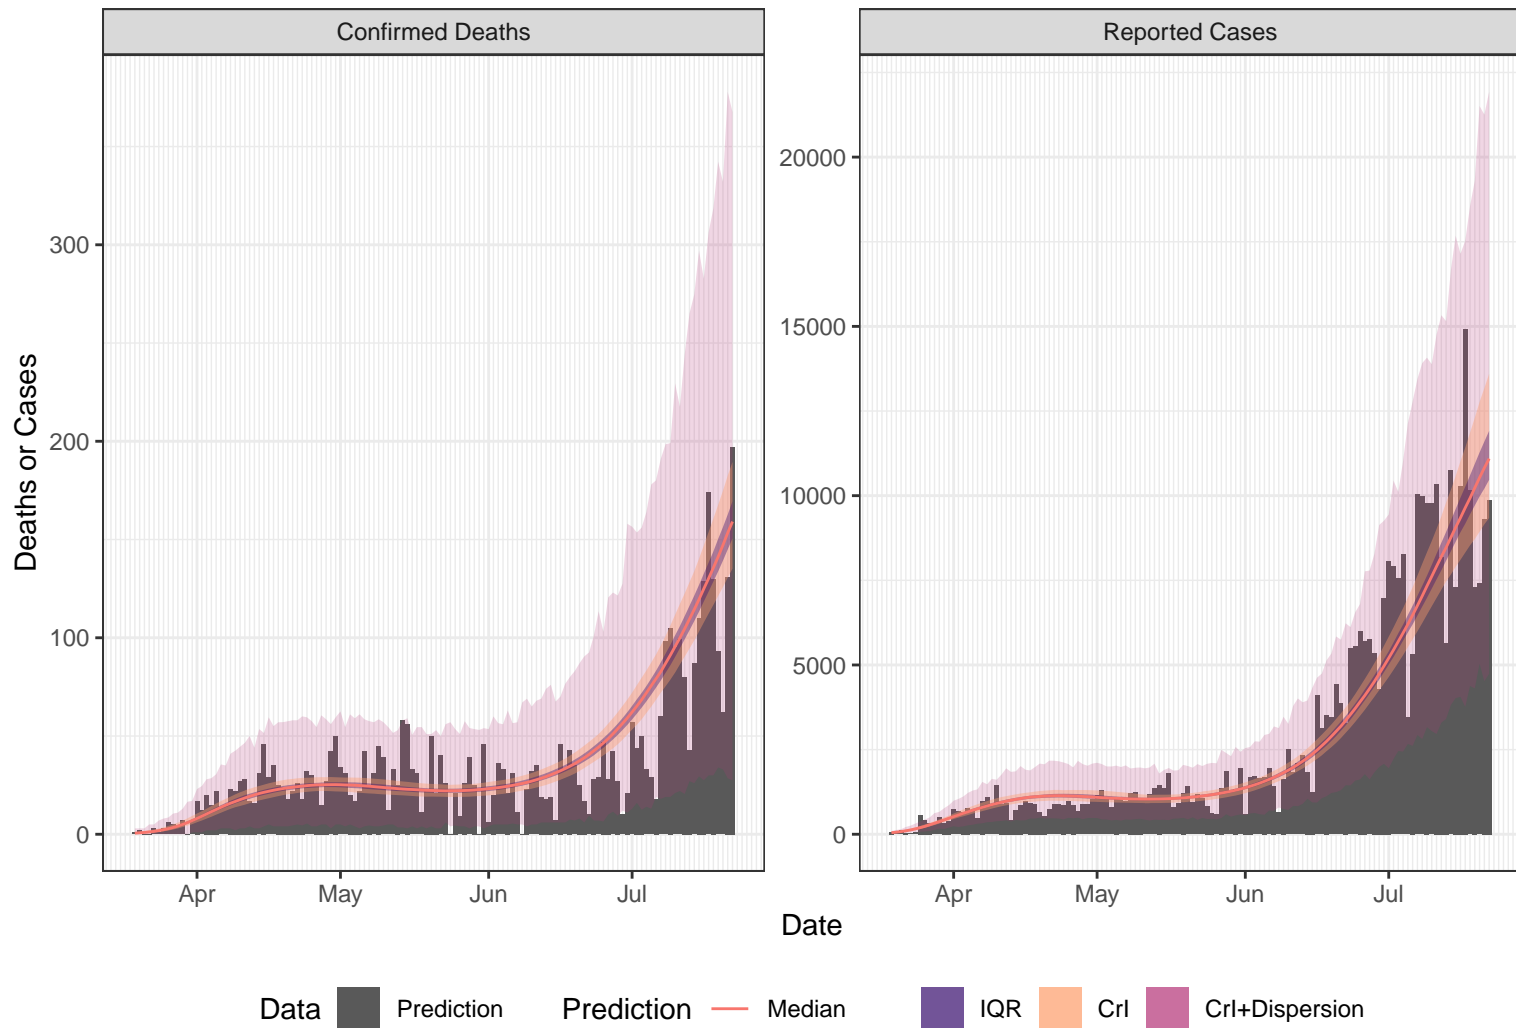 Confirmed Deaths
Reported Cases
Deaths or Cases
300
200
100
0
20000
15000
10000
5000
0
Apr May Jun Jul
Apr May Jun Jul
Date
Data Prediction Prediction Median IQR CrI CrI+Dispersion